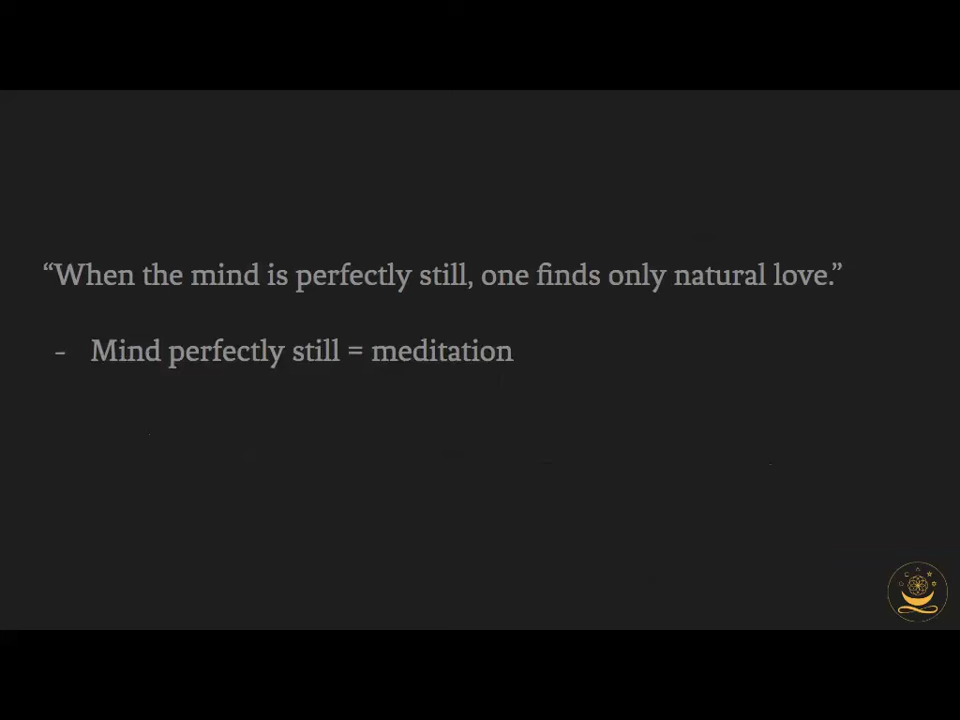 “When the mind is perfectly still, one finds only natural love.”
- Mind perfectly still = meditation